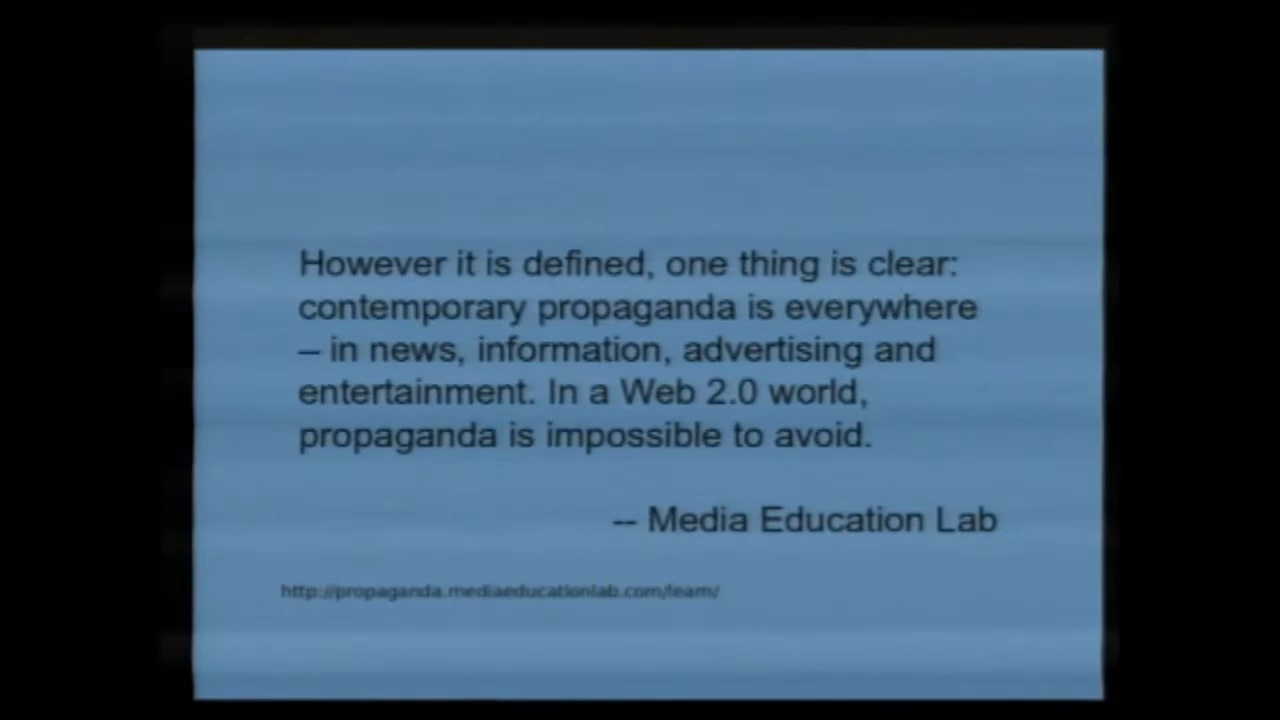 However it is defined, one thing is clear:
contemporary propaganda is everywhere
– in news, information, advertising and
entertainment. In a Web 2.0 world,
propaganda is impossible to avoid.
-- Media Education Lab
http://propaganda.mediaeducationlab.com/learn/